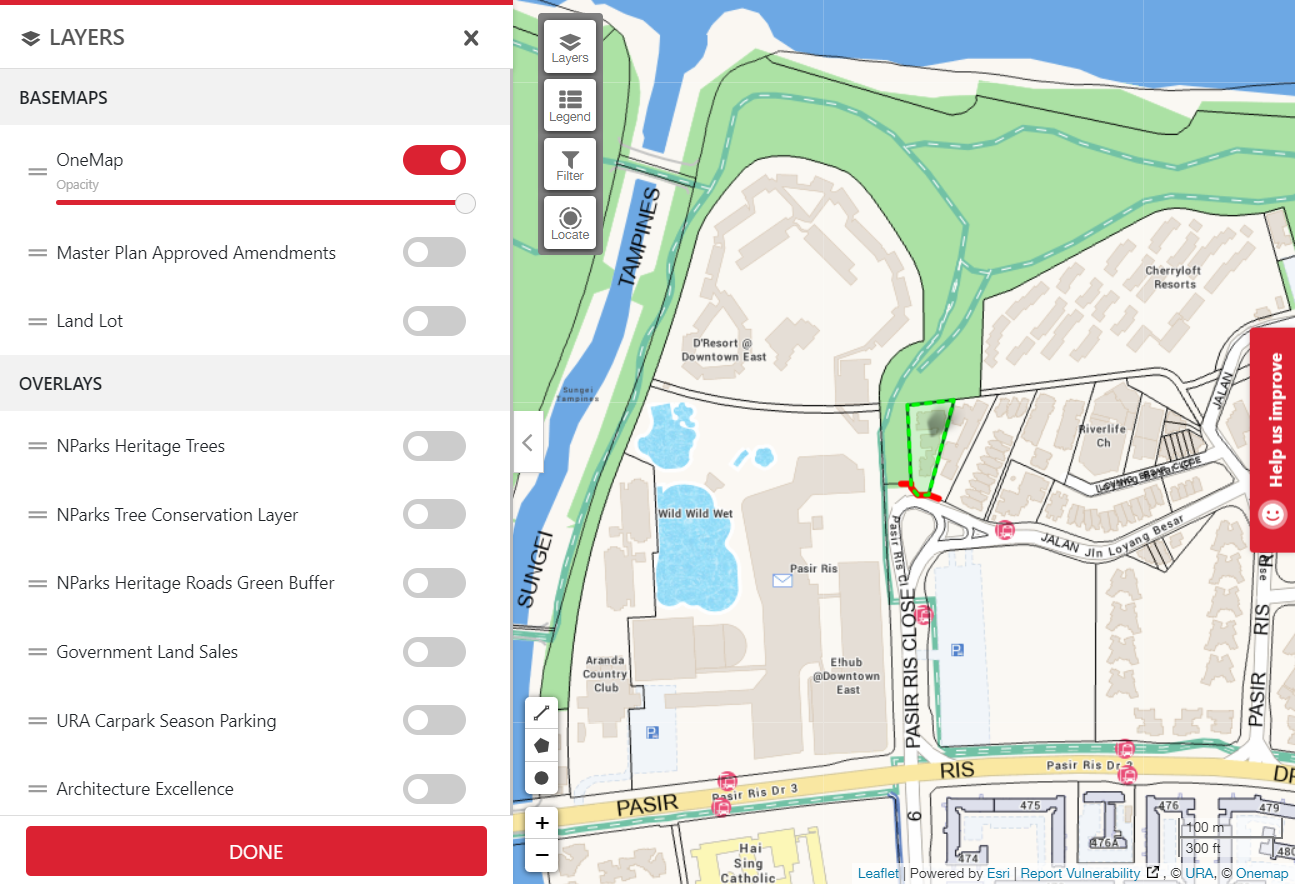 LAYERS
BASEMAPS
OneMap
Opacity
Master Plan Approved Amendments
Land Lot
OVERLAYS
NParks Heritage Trees
NParks Tree Conservation Layer
NParks Heritage Roads Green Buffer
Government Land Sales
URA Carpark Season Parking
Architecture Excellence
DONE
Layers
Legend
Filter
Locate
TAMPINES
Cherryloft
Resorts
D'Resort @
Downtown East
Sungei
Tampines
JALAN
Riverlife
Ch
Help us improve
Wild Wild Wet
SUNGEI
JALAN Jln Loyang Besar
Pasir Ris Cl
Pasir Ris
PASIR RIS CLOSE
PASIR RIS
Aranda
Country
Club
E!hub
@Downtown
East
RIS
Pasir Ris Dr 3
PASIR
Pasir Ris Dr 3
DR
6
475
476
479
476A
474
480
Hai
Sing
Catholic
100 m
300 ft
+
−
Leaflet | Powered by Esri | Report Vulnerability , © URA, © Onemap